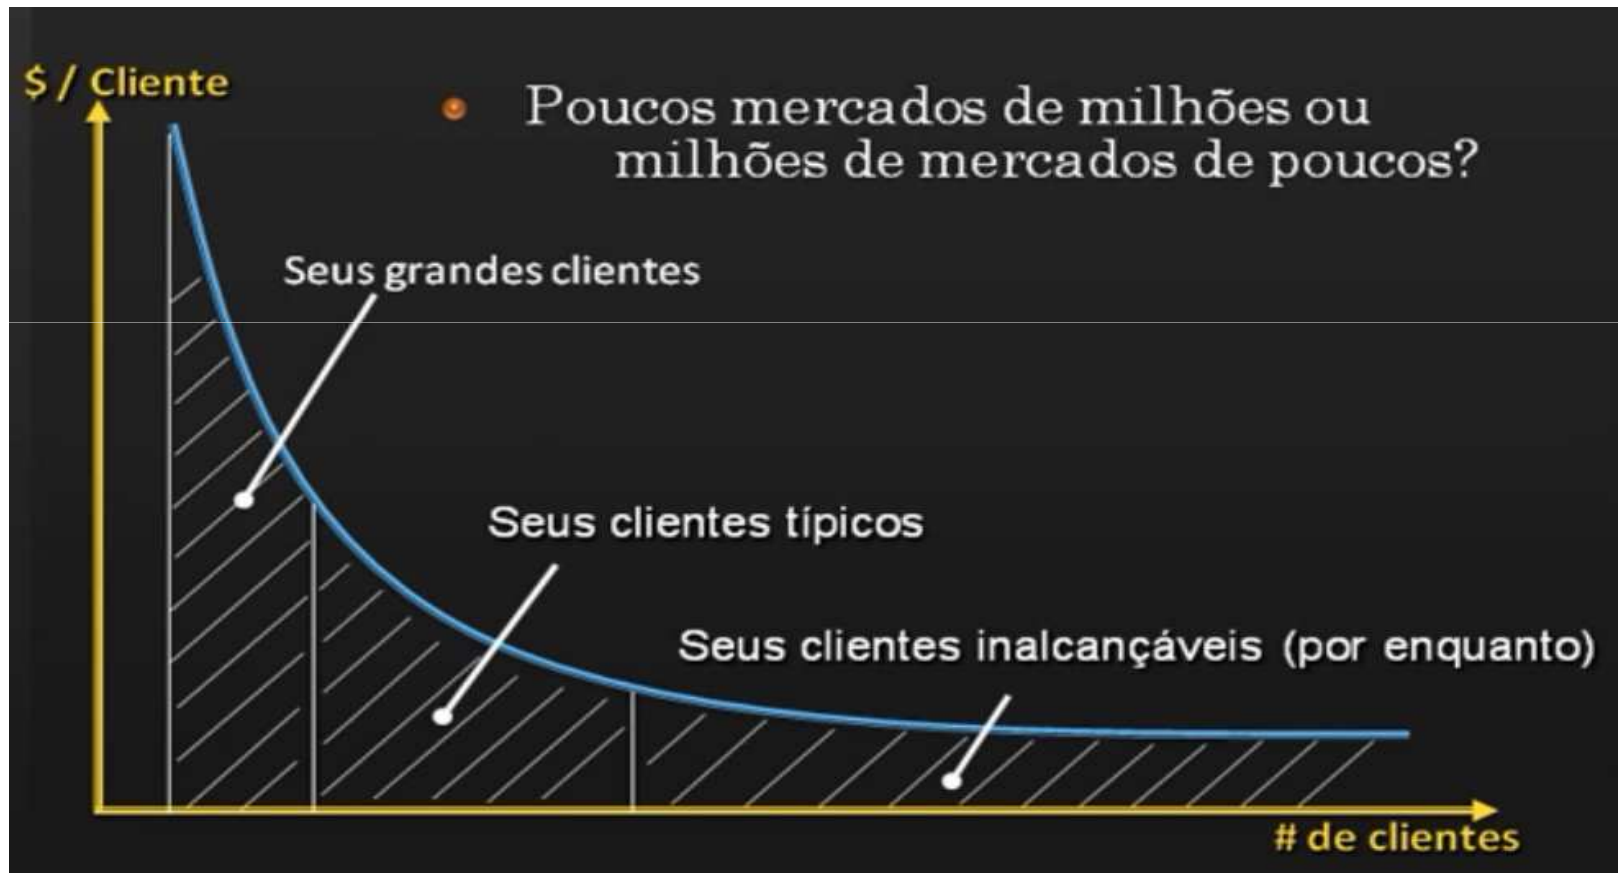 $ / Cliente
Poucos mercados de milhões ou
milhões de mercados de poucos?
Seus grandes clientes
Seus clientes típicos
Seus clientes inalcançáveis (por enquanto)
# de clientes